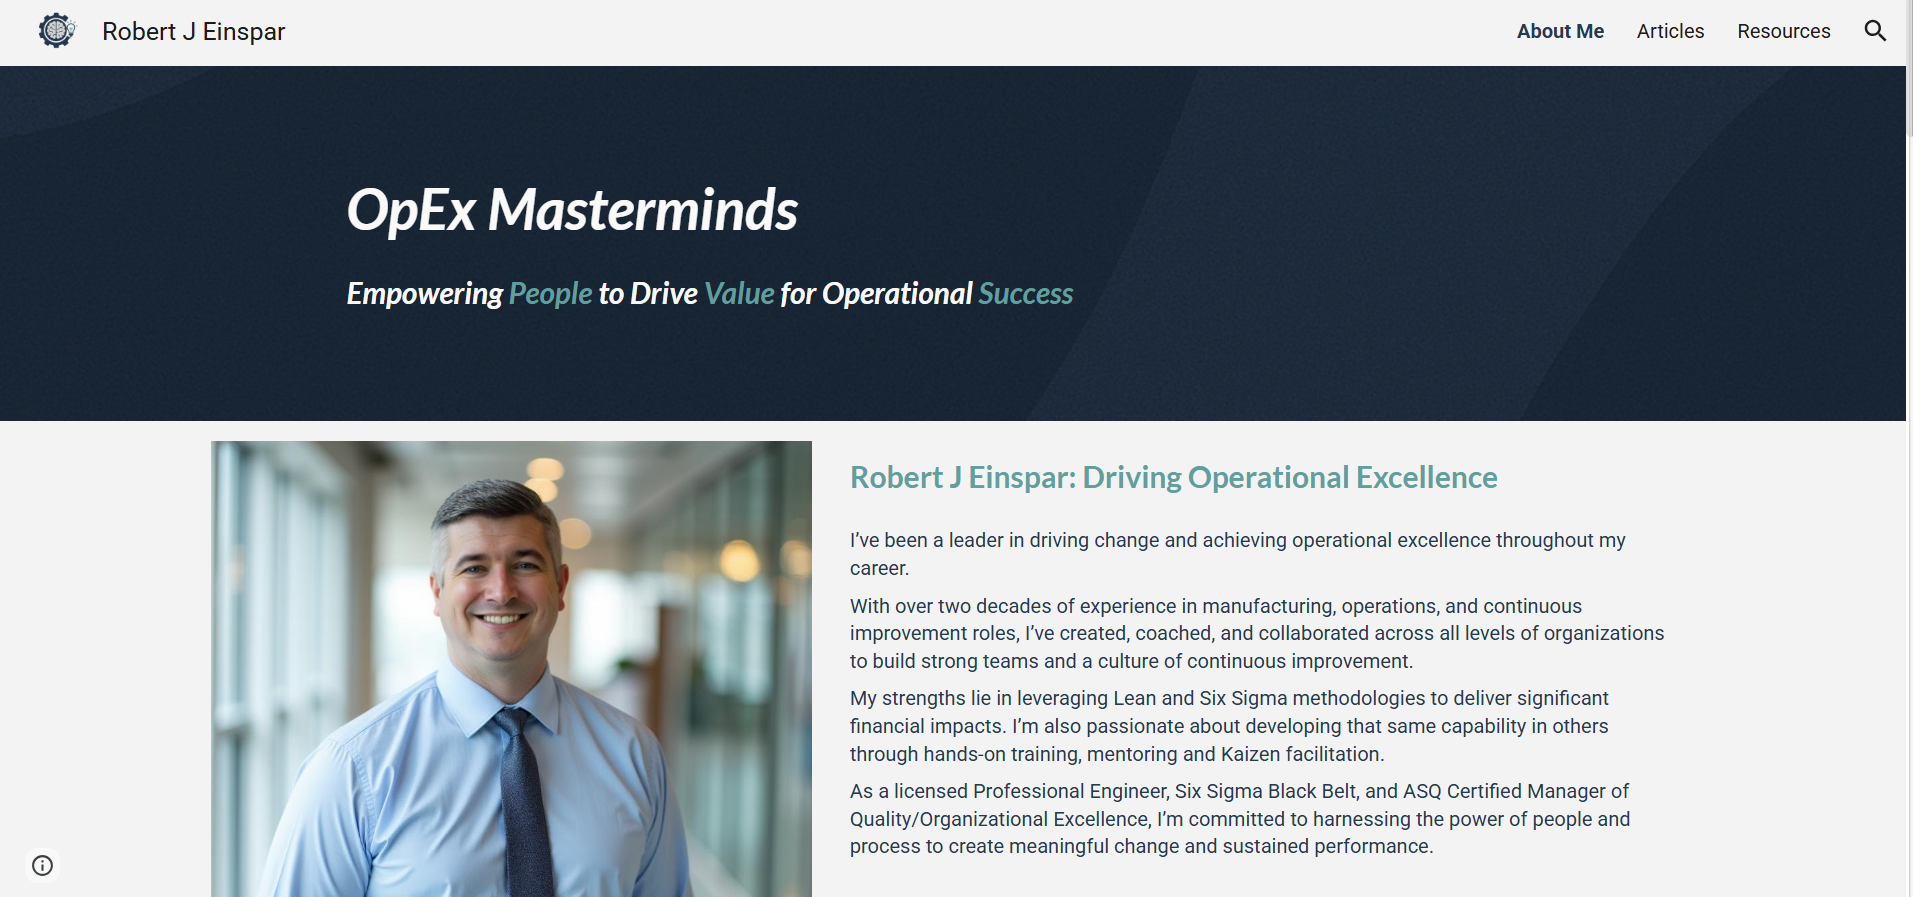 Robert J Einspar
About Me
Articles
Resources
OpEx Masterminds
Empowering People to Drive Value for Operational Success
Robert J Einspar: Driving Operational Excellence
I’ve been a leader in driving change and achieving operational excellence throughout my
career.
With over two decades of experience in manufacturing, operations, and continuous
improvement roles, I’ve created, coached, and collaborated across all levels of organizations
to build strong teams and a culture of continuous improvement.
My strengths lie in leveraging Lean and Six Sigma methodologies to deliver significant
financial impacts. I’m also passionate about developing that same capability in others
through hands-on training, mentoring and Kaizen facilitation.
As a licensed Professional Engineer, Six Sigma Black Belt, and ASQ Certified Manager of
Quality/Organizational Excellence, I’m committed to harnessing the power of people and
process to create meaningful change and sustained performance.